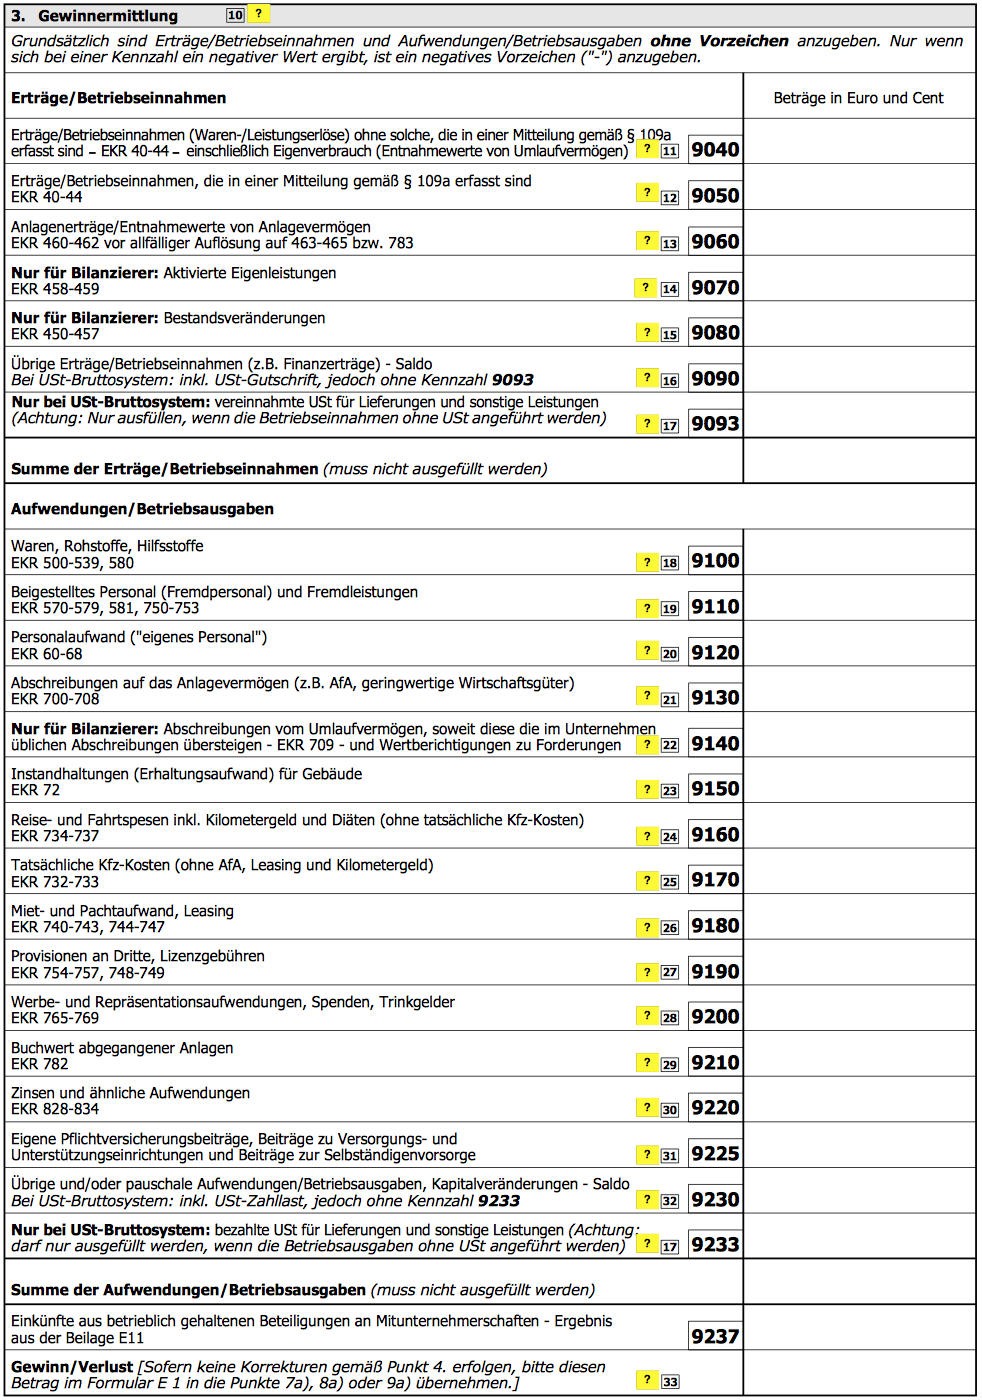 3. Gewinnermittlung 10 ?
Grundsätzlich sind Erträge/Betriebseinnahmen und Aufwendungen/Betriebsausgaben ohne Vorzeichen anzugeben. Nur wenn
sich bei einer Kennzahl ein negativer Wert ergibt, ist ein negatives Vorzeichen ("-") anzugeben.
Erträge/Betriebseinnahmen Beträge in Euro und Cent
Erträge/Betriebseinnahmen (Waren-/Leistungserlöse) ohne solche, die in einer Mitteilung gemäß § 109a
erfasst sind – EKR 40-44 – einschließlich Eigenverbrauch (Entnahmewerte von Umlaufvermögen) ? 11 9040
Erträge/Betriebseinnahmen, die in einer Mitteilung gemäß § 109a erfasst sind
EKR 40-44 ? 12 9050
Anlagenerträge/Entnahmewerte von Anlagevermögen
EKR 460-462 vor allfälliger Auflösung auf 463-465 bzw. 783 ? 13 9060
Nur für Bilanzierer: Aktivierte Eigenleistungen
EKR 458-459 ? 14 9070
Nur für Bilanzierer: Bestandsveränderungen
EKR 450-457 ? 15 9080
Übrige Erträge/Betriebseinnahmen (z.B. Finanzerträge) - Saldo
Bei USt-Bruttosystem: inkl. USt-Gutschrift, jedoch ohne Kennzahl 9093 ? 16 9090
Nur bei USt-Bruttosystem: vereinnahmte USt für Lieferungen und sonstige Leistungen
(Achtung: Nur ausfüllen, wenn die Betriebseinnahmen ohne USt angeführt werden) ? 17 9093
Summe der Erträge/Betriebseinnahmen (muss nicht ausgefüllt werden)
Aufwendungen/Betriebsausgaben
Waren, Rohstoffe, Hilfsstoffe
EKR 500-539, 580 ? 18 9100
Beigestelltes Personal (Fremdpersonal) und Fremdleistungen
EKR 570-579, 581, 750-753 ? 19 9110
Personalaufwand ("eigenes Personal")
EKR 60-68 ? 20 9120
Abschreibungen auf das Anlagevermögen (z.B. AfA, geringwertige Wirtschaftsgüter)
EKR 700-708 ? 21 9130
Nur für Bilanzierer: Abschreibungen vom Umlaufvermögen, soweit diese die im Unternehmen
üblichen Abschreibungen übersteigen - EKR 709 - und Wertberichtigungen zu Forderungen ? 22 9140
Instandhaltungen (Erhaltungsaufwand) für Gebäude
EKR 72 ? 23 9150
Reise- und Fahrtspesen inkl. Kilometergeld und Diäten (ohne tatsächliche Kfz-Kosten)
EKR 734-737 ? 24 9160
Tatsächliche Kfz-Kosten (ohne AfA, Leasing und Kilometergeld)
EKR 732-733 ? 25 9170
Miet- und Pachtaufwand, Leasing
EKR 740-743, 744-747 ? 26 9180
Provisionen an Dritte, Lizenzgebühren
EKR 754-757, 748-749 ? 27 9190
Werbe- und Repräsentationsaufwendungen, Spenden, Trinkgelder
EKR 765-769 ? 28 9200
Buchwert abgegangener Anlagen
EKR 782 ? 29 9210
Zinsen und ähnliche Aufwendungen
EKR 828-834 ? 30 9220
Eigene Pflichtversicherungsbeiträge, Beiträge zu Versorgungs- und
Unterstützungseinrichtungen und Beiträge zur Selbständigenvorsorge ? 31 9225
Übrige und/oder pauschale Aufwendungen/Betriebsausgaben, Kapitalveränderungen - Saldo
Bei USt-Bruttosystem: inkl. USt-Zahllast, jedoch ohne Kennzahl 9233 ? 32 9230
Nur bei USt-Bruttosystem: bezahlte USt für Lieferungen und sonstige Leistungen (Achtung:
darf nur ausgefüllt werden, wenn die Betriebsausgaben ohne USt angeführt werden) ? 17 9233
Summe der Aufwendungen/Betriebsausgaben (muss nicht ausgefüllt werden)
Einkünfte aus betrieblich gehaltenen Beteiligungen an Mitunternehmerschaften - Ergebnis
aus der Beilage E11 9237
Gewinn/Verlust [Sofern keine Korrekturen gemäß Punkt 4. erfolgen, bitte diesen
Betrag im Formular E 1 in die Punkte 7a), 8a) oder 9a) übernehmen.] ? 33